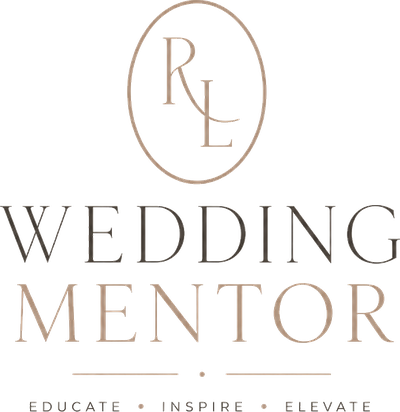 RL
WEDDING
MENTOR
EDUCATE • INSPIRE • ELEVATE